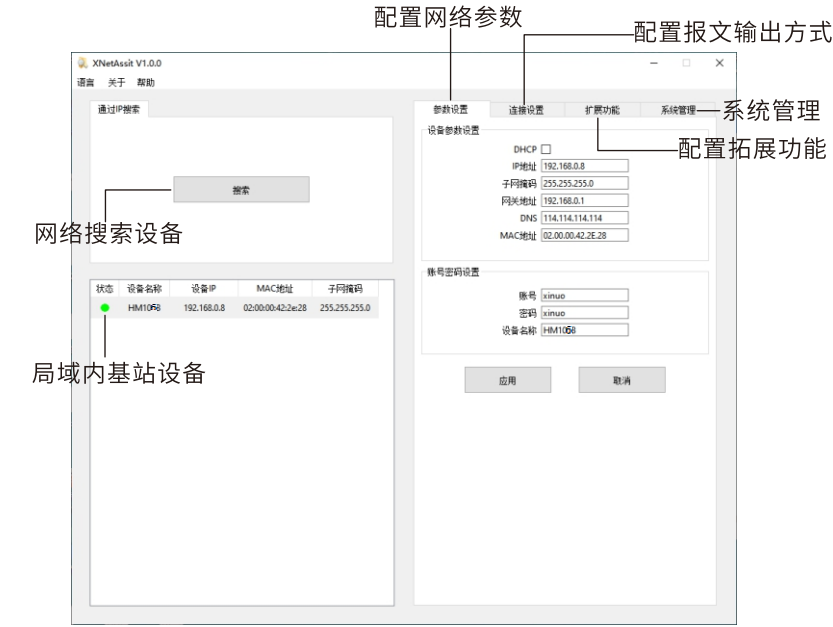 配置网络参数
配置报文输出方式
XNetAssit V1.0.0
语言 关于 帮助
通过IP搜索
参数设置 连接设置 扩展功能 系统管理
系统管理
设备参数设置
配置拓展功能
DHCP
IP地址 192.168.0.8
搜索
子网掩码 255.255.255.0
网关地址 192.168.0.1
DNS 114.114.114.114
网络搜索设备
MAC地址 02.00.00.42.2E.28
账号密码设置
状态 设备名称 设备IP MAC地址 子网掩码
账号 xinuo
HM1058 192.168.0.8 02:00:00:42:2e:28 255.255.255.0
密码 xinuo
设备名称 HM1058
局域内基站设备
应用 取消